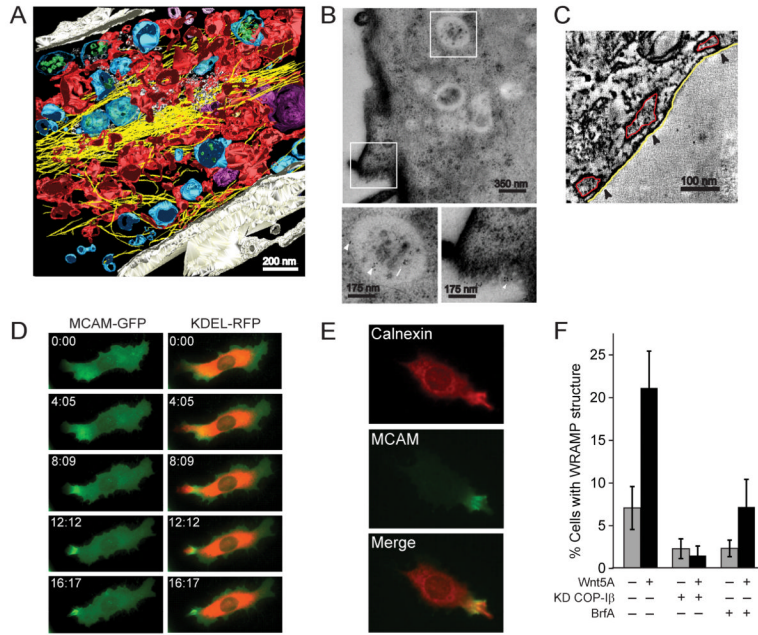 A
200 nm
B
350 nm
175 nm
175 nm
C
100 nm
D
MCAM-GFP KDEL-RFP
0:00 0:00
4:05 4:05
8:09 8:09
12:12 12:12
16:17 16:17
E
Calnexin
MCAM
Merge
F
% Cells with WRAMP structure
25
20
15
10
5
0
Wnt5A – + – + – +
KD COP-Iβ + +
BrfA + +